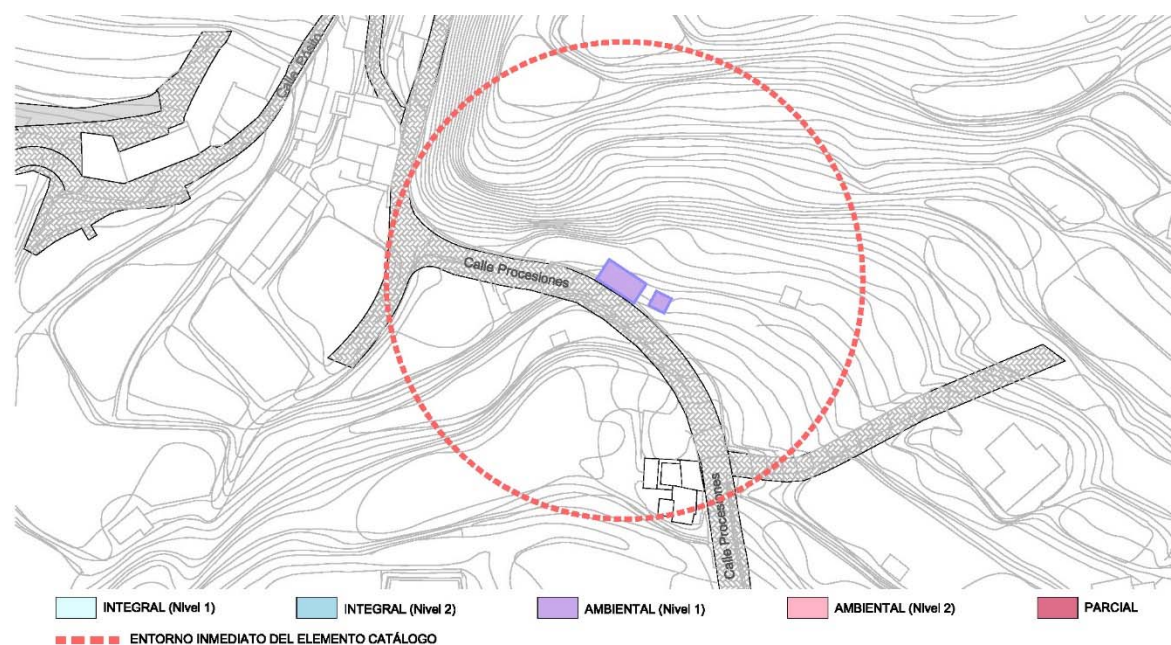 Calle
Calle Procesiones
Calle Procesiones
INTEGRAL (Nivel 1)
INTEGRAL (Nivel 2)
AMBIENTAL (Nivel 1)
AMBIENTAL (Nivel 2)
PARCIAL
ENTORNO INMEDIATO DEL ELEMENTO CATÁLOGO